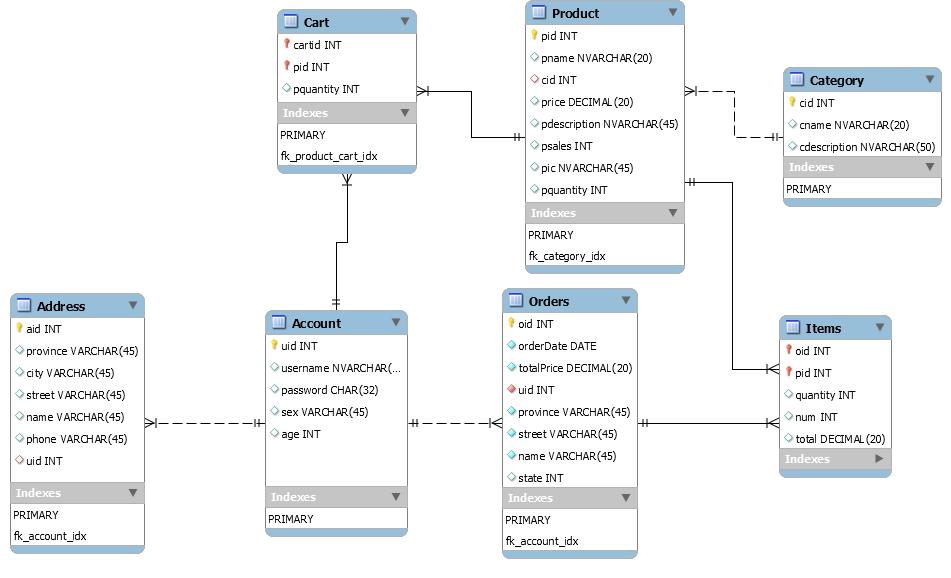 Cart
cartid INT
pid INT
pquantity INT
Indexes
PRIMARY
fk_product_cart_idx
Product
pid INT
pname NVARCHAR(20)
cid INT
price DECIMAL(20)
pdescription NVARCHAR(45)
psales INT
pic NVARCHAR(45)
pquantity INT
Indexes
PRIMARY
fk_category_idx
Category
cid INT
cname NVARCHAR(20)
cdescription NVARCHAR(50)
Indexes
PRIMARY
Address
aid INT
province VARCHAR(45)
city VARCHAR(45)
street VARCHAR(45)
name VARCHAR(45)
phone VARCHAR(45)
uid INT
Indexes
PRIMARY
fk_account_idx
Account
uid INT
username NVARCHAR(...
password CHAR(32)
sex VARCHAR(45)
age INT
Indexes
PRIMARY
Orders
oid INT
orderDate DATE
totalPrice DECIMAL(20)
uid INT
province VARCHAR(45)
street VARCHAR(45)
name VARCHAR(45)
state INT
Indexes
PRIMARY
fk_account_idx
Items
oid INT
pid INT
quantity INT
num INT
total DECIMAL(20)
Indexes